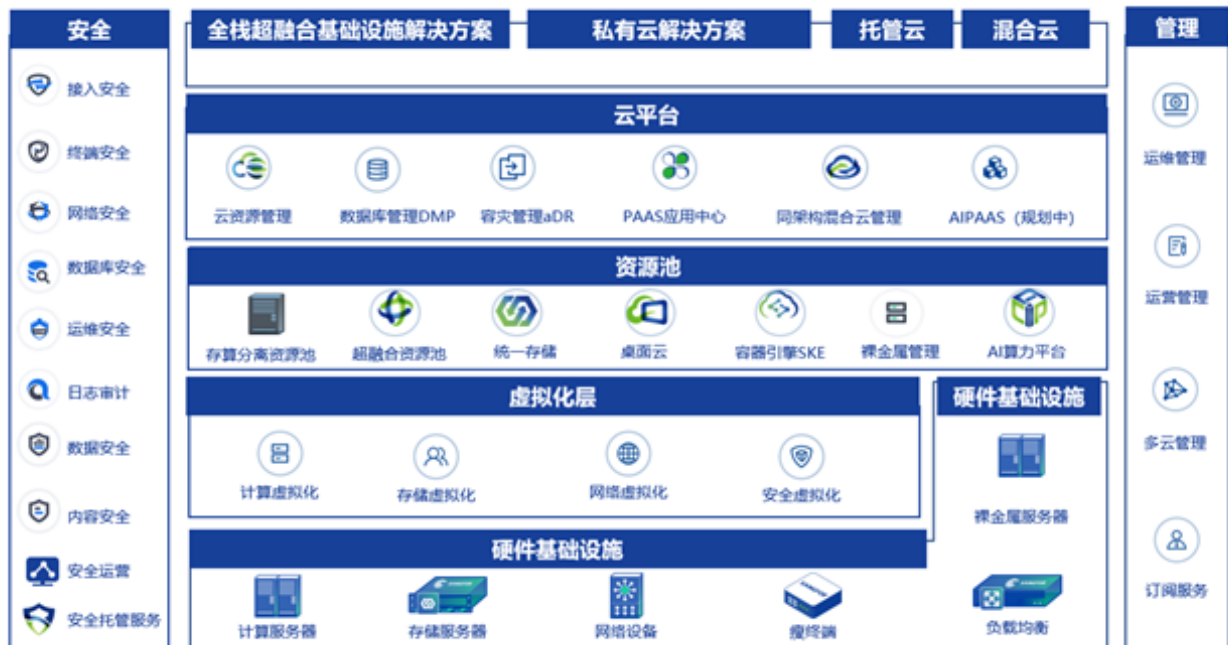 安全
接入安全
终端安全
网络安全
数据库安全
运维安全
日志审计
数据安全
内容安全
安全运营
安全托管服务
全栈超融合基础设施解决方案
私有云解决方案
托管云
混合云
云平台
云资源管理
数据库管理DMP
容灾管理aDR
PAAS应用中心
同架构混合云管理
AIPAAS（规划中）
资源池
存算分离资源池
超融合资源池
统一存储
桌面云
容器引擎SKE
裸金属管理
AI算力平台
虚拟化层
计算虚拟化
存储虚拟化
网络虚拟化
安全虚拟化
硬件基础设施
裸金属服务器
硬件基础设施
计算服务器
存储服务器
网络设备
瘦终端
负载均衡
管理
运维管理
运营管理
多云管理
订阅服务